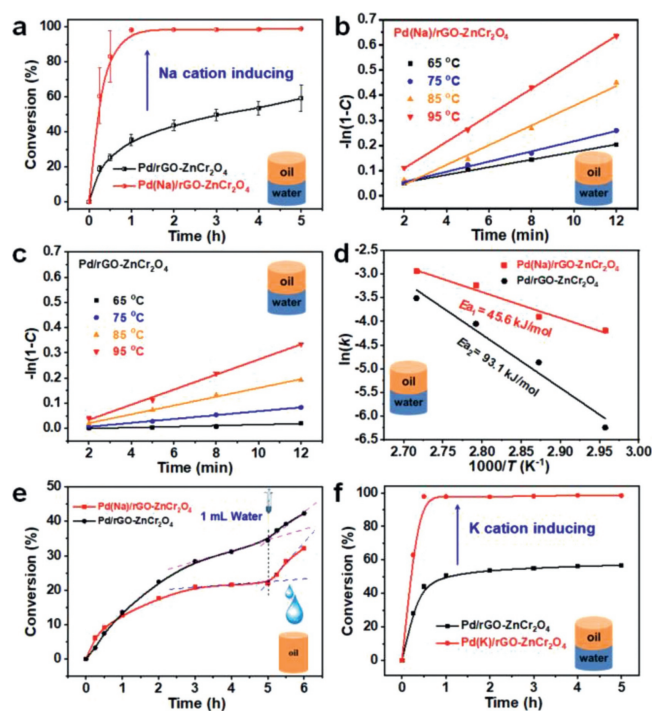 a
Conversion (%)
100
80
60
40
20
0
Na cation inducing
Pd/rGO-ZnCr₂O₄
Pd(Na)/rGO-ZnCr₂O₄
oil
water
0 1 2 3 4 5
Time (h)
b
-ln(1-C)
0.7
0.6
0.5
0.4
0.3
0.2
0.1
0.0
Pd(Na)/rGO-ZnCr₂O₄
65 °C
75 °C
85 °C
95 °C
oil
water
2 4 6 8 10 12
Time (min)
c
-ln(1-C)
0.7
0.6
0.5
0.4
0.3
0.2
0.1
0.0
Pd/rGO-ZnCr₂O₄
65 °C
75 °C
85 °C
95 °C
oil
water
2 4 6 8 10 12
Time (min)
d
ln(k)
-2.5
-3.0
-3.5
-4.0
-4.5
-5.0
-5.5
-6.0
-6.5
Pd(Na)/rGO-ZnCr₂O₄
Pd/rGO-ZnCr₂O₄
Ea₁ = 45.6 kJ/mol
Ea₂= 93.1 kJ/mol
oil
water
2.70 2.75 2.80 2.85 2.90 2.95 3.00
1000/T (K⁻¹)
e
Conversion (%)
50
40
30
20
10
0
Pd(Na)/rGO-ZnCr₂O₄
Pd/rGO-ZnCr₂O₄
1 mL Water
oil
0 1 2 3 4 5 6
Time (h)
f
Conversion (%)
100
80
60
40
20
0
K cation inducing
Pd/rGO-ZnCr₂O₄
Pd(K)/rGO-ZnCr₂O₄
oil
water
0 1 2 3 4 5
Time (h)